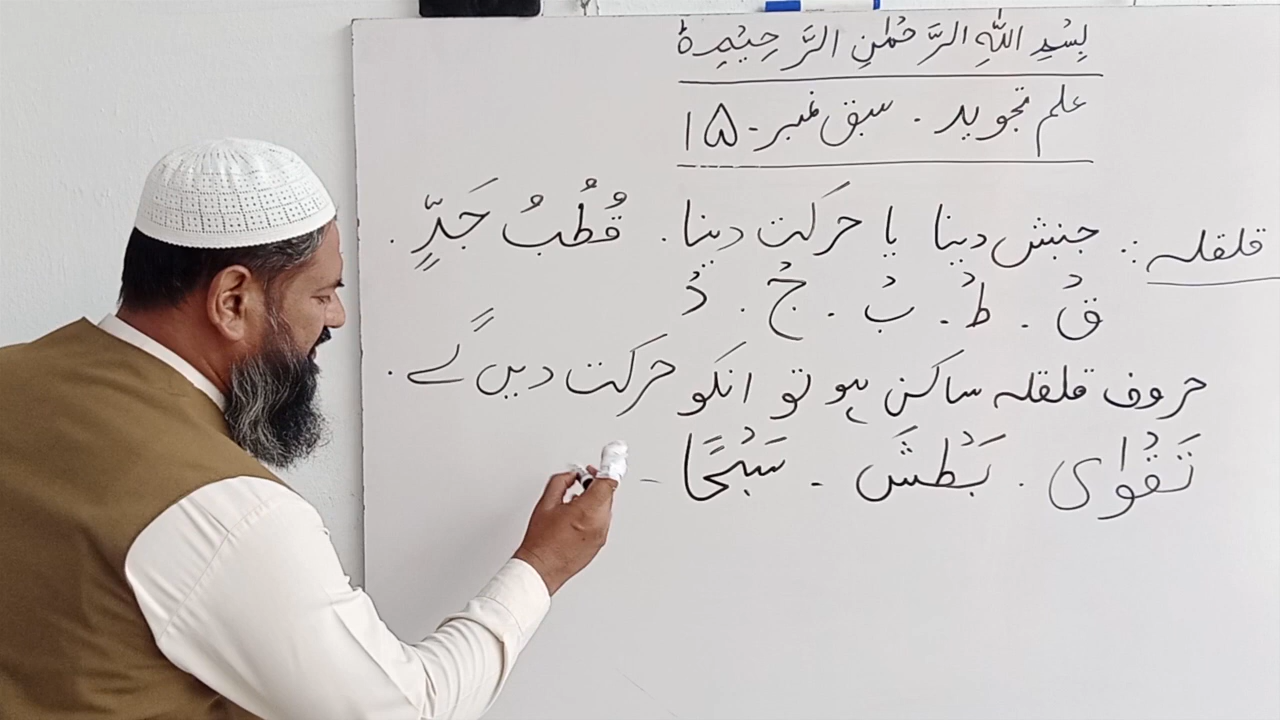 بِسْمِ اللّٰهِ الرَّحْمٰنِ الرَّحِيْمِ ہ
علم تجوید ۔ سبق نمبر ۔ ۱۵
قلقلہ :۔ جنبش دینا یا حرکت دینا ۔ قُطُبُ جَدٍّ ۔
قْ ۔ طْ ۔ بْ ۔ جْ ۔ دْ
حروف قلقلہ ساکن ہو تو انکو حرکت دیں گے ۔
تَقْوٰی ۔ بَطْشَ ۔ سَبْحًا ۔